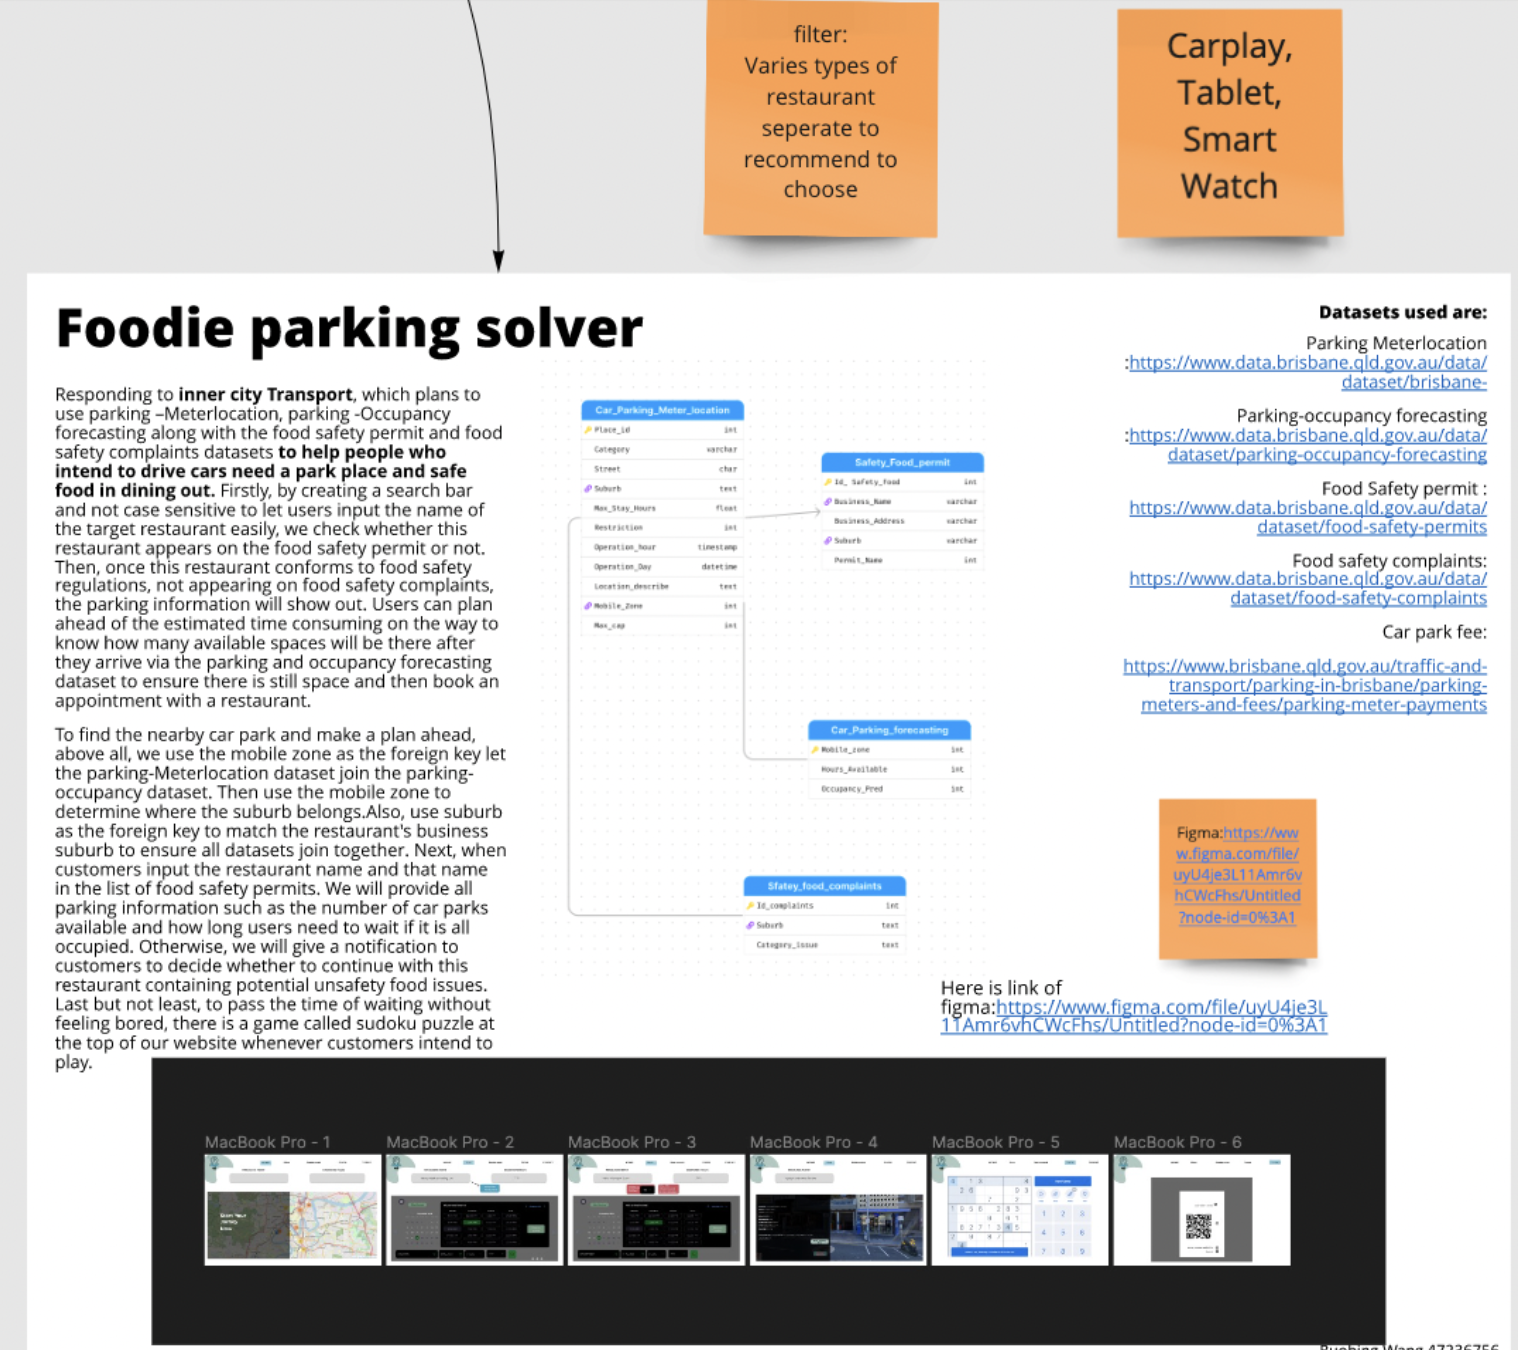 filter:
Varies types of
restaurant
seperate to
recommend to
choose
Carplay,
Tablet,
Smart
Watch
Foodie parking solver
Responding to inner city Transport, which plans to
use parking –Meterlocation, parking -Occupancy
forecasting along with the food safety permit and food
safety complaints datasets to help people who
intend to drive cars need a park place and safe
food in dining out. Firstly, by creating a search bar
and not case sensitive to let users input the name of
the target restaurant easily, we check whether this
restaurant appears on the food safety permit or not.
Then, once this restaurant conforms to food safety
regulations, not appearing on food safety complaints,
the parking information will show out. Users can plan
ahead of the estimated time consuming on the way to
know how many available spaces will be there after
they arrive via the parking and occupancy forecasting
dataset to ensure there is still space and then book an
appointment with a restaurant.
To find the nearby car park and make a plan ahead,
above all, we use the mobile zone as the foreign key let
the parking-Meterlocation dataset join the parking-
occupancy dataset. Then use the mobile zone to
determine where the suburb belongs.Also, use suburb
as the foreign key to match the restaurant's business
suburb to ensure all datasets join together. Next, when
customers input the restaurant name and that name
in the list of food safety permits. We will provide all
parking information such as the number of car parks
available and how long users need to wait if it is all
occupied. Otherwise, we will give a notification to
customers to decide whether to continue with this
restaurant containing potential unsafety food issues.
Last but not least, to pass the time of waiting without
feeling bored, there is a game called sudoku puzzle at
the top of our website whenever customers intend to
play.
Car_Parking_Meter_location
Place_id int
Category varchar
Street char
Suburb text
Max_Stay_Hours float
Restriction int
Operation_hour timestamp
Operation_Day datetime
Location_describe text
Mobile_Zone int
Max_cap int
Safety_Food_permit
Id_ Safety_food int
Business_Name varchar
Business_Address varchar
Suburb varchar
Permit_Name int
Car_Parking_forecasting
Mobile_zone int
Hours_Available int
Occupancy_Pred int
Sfatey_food_complaints
Id_complaints int
Suburb text
Category_issue text
Datasets used are:
Parking Meterlocation
:https://www.data.brisbane.qld.gov.au/data/
dataset/brisbane-
Parking-occupancy forecasting
:https://www.data.brisbane.qld.gov.au/data/
dataset/parking-occupancy-forecasting
Food Safety permit :
https://www.data.brisbane.qld.gov.au/data/
dataset/food-safety-permits
Food safety complaints:
https://www.data.brisbane.qld.gov.au/data/
dataset/food-safety-complaints
Car park fee:
https://www.brisbane.qld.gov.au/traffic-and-
transport/parking-in-brisbane/parking-
meters-and-fees/parking-meter-payments
Figma:https://ww
w.figma.com/file/
uyU4je3L11Amr6v
hCWcFhs/Untitled
?node-id=0%3A1
Here is link of
figma:https://www.figma.com/file/uyU4je3L
11Amr6vhCWcFhs/Untitled?node-id=0%3A1
MacBook Pro - 1
MacBook Pro - 2
MacBook Pro - 3
MacBook Pro - 4
MacBook Pro - 5
MacBook Pro - 6